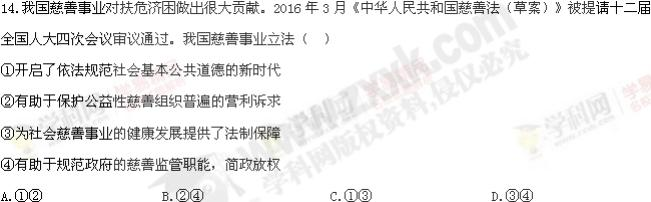 14.我国慈善事业对扶危济困做出很大贡献。2016 年 3 月《中华人民共和国慈善法（草案）》被提请十二届
全国人大四次会议审议通过。我国慈善事业立法（ ）
①开启了依法规范社会基本公共道德的新时代
②有助于保护公益性慈善组织普遍的营利诉求
③为社会慈善事业的健康发展提供了法制保障
④有助于规范政府的慈善监管职能，简政放权
A.①② B.②④ C.①③ D.③④